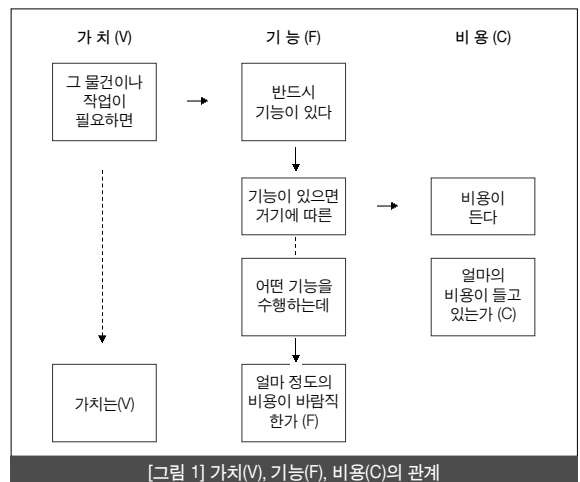 가 치 (V)
기 능 (F)
비 용 (C)
그 물건이나
작업이
필요하면
반드시
기능이 있다
기능이 있으면
거기에 따른
비용이
든다
어떤 기능을
수행하는데
얼마의
비용이 들고
있는가 (C)
가치는(V)
얼마 정도의
비용이 바람직
한가 (F)
[그림 1] 가치(V), 기능(F), 비용(C)의 관계